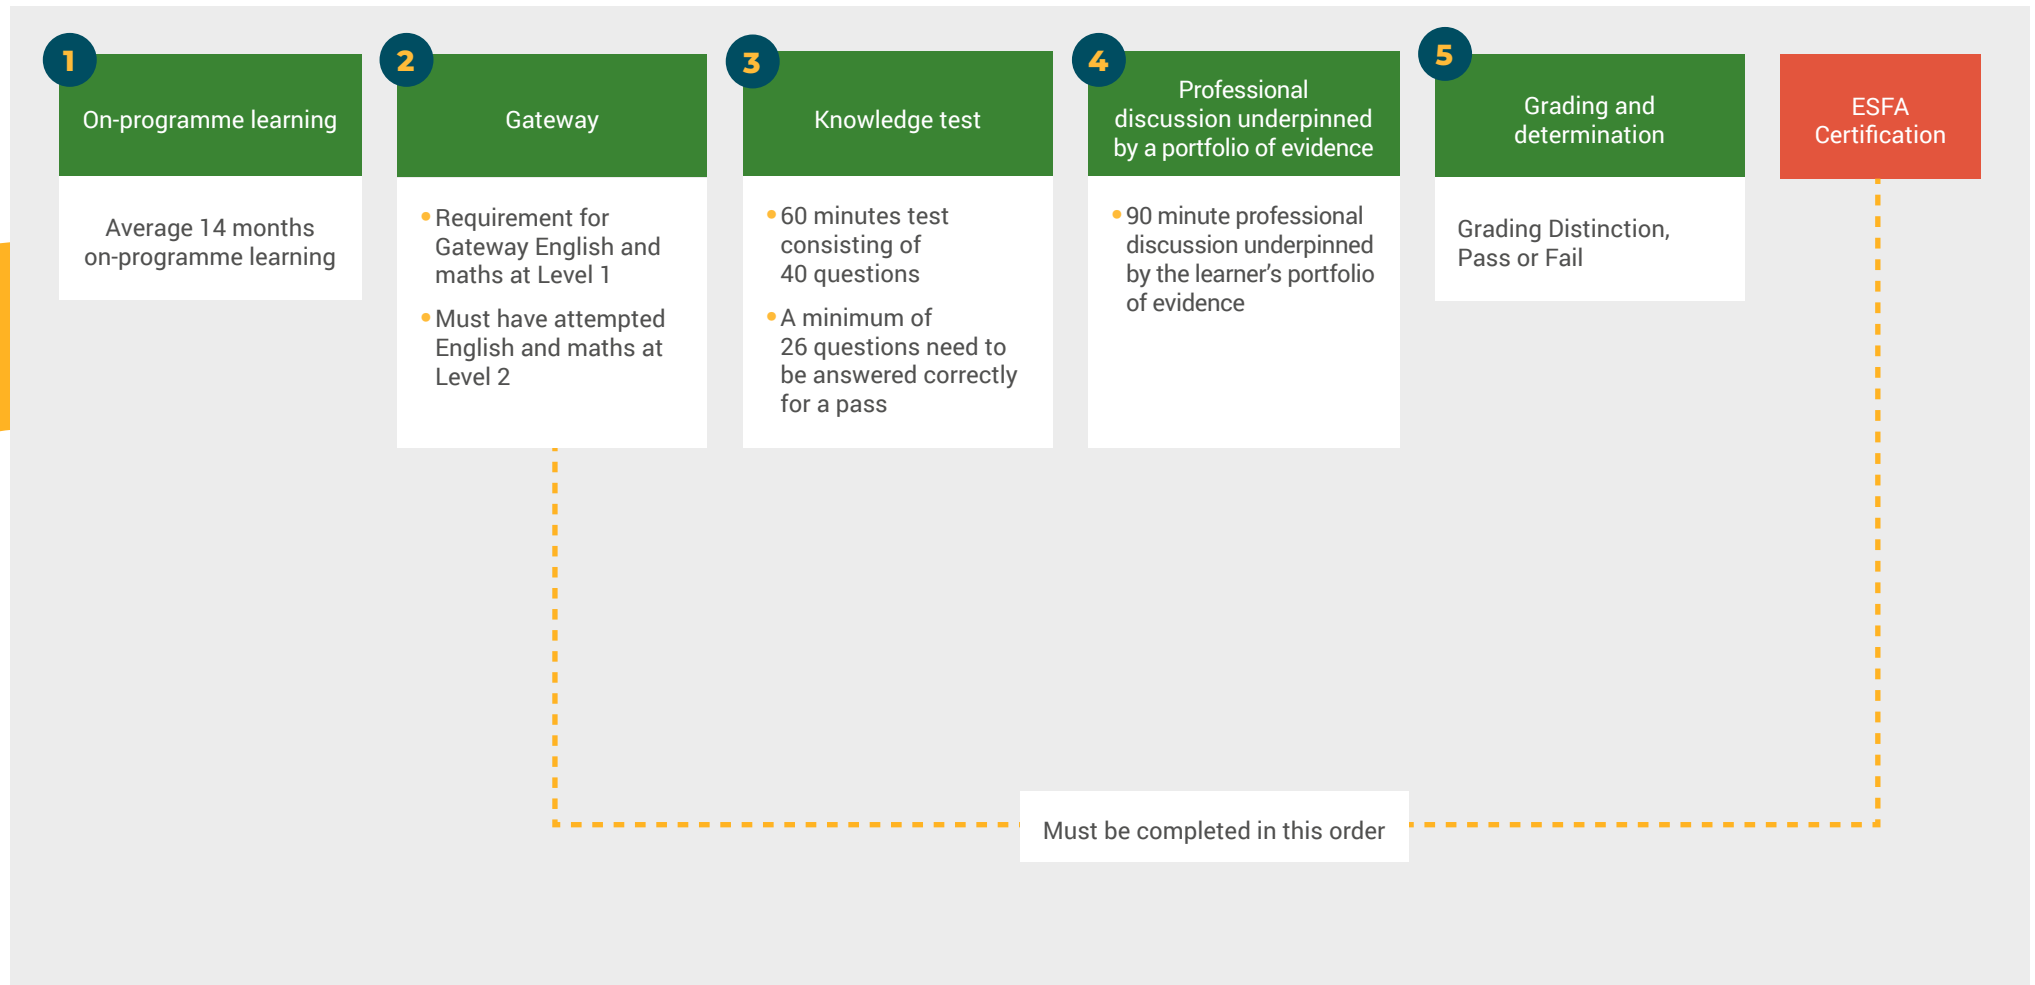 1
On-programme learning
Average 14 months
on-programme learning
2
Gateway
• Requirement for
Gateway English and
maths at Level 1
• Must have attempted
English and maths at
Level 2
3
Knowledge test
• 60 minutes test
consisting of
40 questions
• A minimum of
26 questions need to
be answered correctly
for a pass
4
Professional
discussion underpinned
by a portfolio of evidence
• 90 minute professional
discussion underpinned
by the learner's portfolio
of evidence
5
Grading and
determination
Grading Distinction,
Pass or Fail
ESFA
Certification
Must be completed in this order